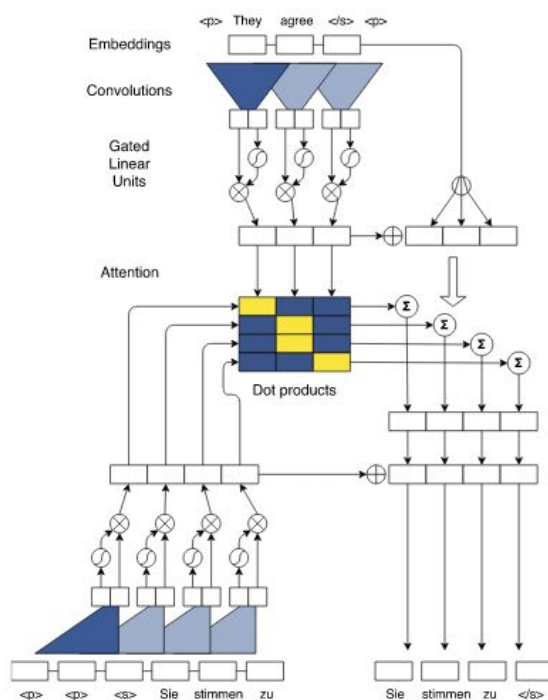 <p> They agree </s> <p>
Embeddings
Convolutions
Gated
Linear
Units
Attention
Σ
Σ
Σ
Σ
Dot products
<p> <p> <s> Sie stimmen zu
Sie stimmen zu </s>